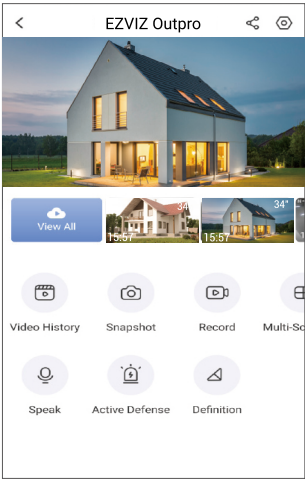 EZVIZ Outpro
View All
34"
15:57
34"
15:57
Video History
Snapshot
Record
Multi-Sc
Speak
Active Defense
Definition